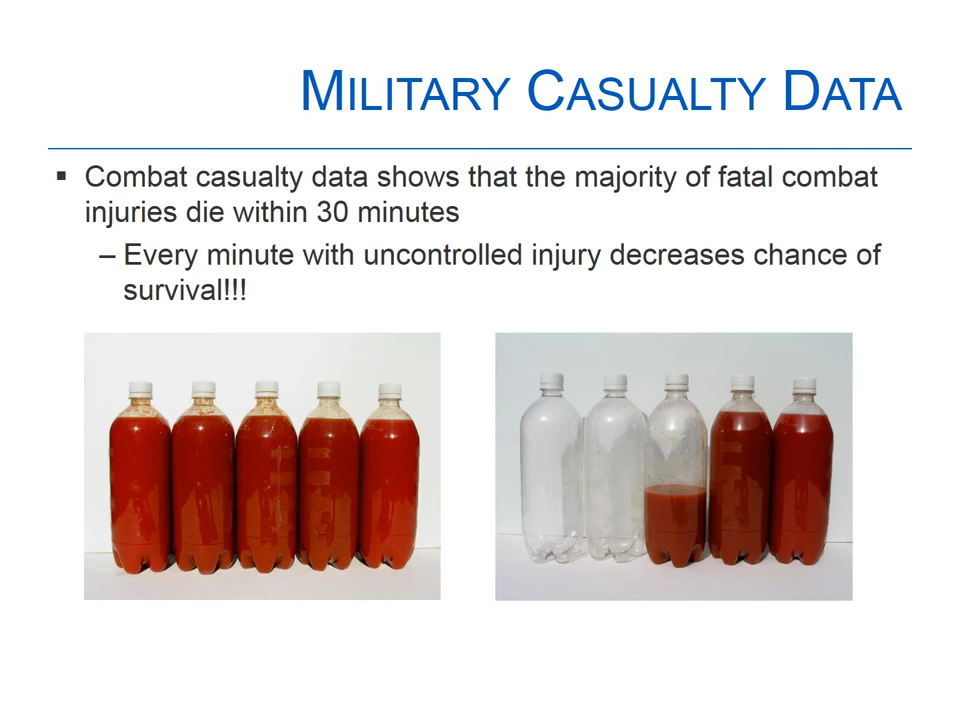 MILITARY CASUALTY DATA
▪ Combat casualty data shows that the majority of fatal combat
injuries die within 30 minutes
– Every minute with uncontrolled injury decreases chance of
survival!!!